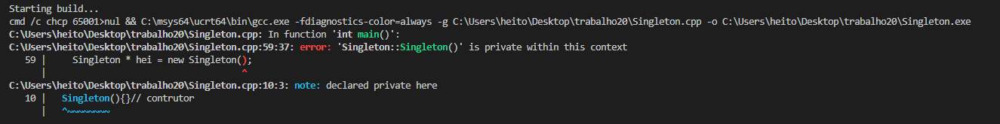 Starting build...
cmd /c chcp 65001>nul && C:\msys64\ucrt64\bin\gcc.exe -fdiagnostics-color=always -g C:\Users\heito\Desktop\trabalho20\Singleton.cpp -o C:\Users\heito\Desktop\trabalho20\Singleton.exe
C:\Users\heito\Desktop\trabalho20\Singleton.cpp: In function 'int main()':
C:\Users\heito\Desktop\trabalho20\Singleton.cpp:59:37: error: 'Singleton::Singleton()' is private within this context
   59 |     Singleton * hei = new Singleton();
      |                                     ^
C:\Users\heito\Desktop\trabalho20\Singleton.cpp:10:3: note: declared private here
   10 |   Singleton(){}// contrutor
      |   ^~~~~~~~~